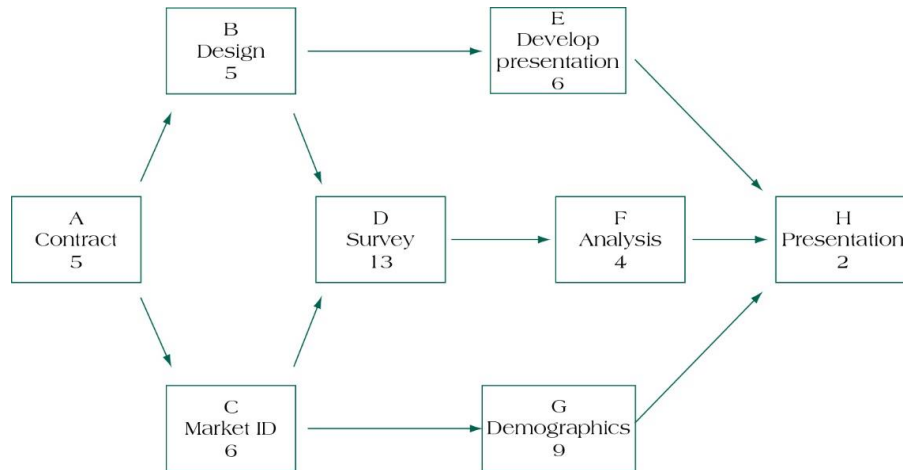 B
Design
5
E
Develop
presentation
6
A
Contract
5
D
Survey
13
F
Analysis
4
H
Presentation
2
C
Market ID
6
G
Demographics
9